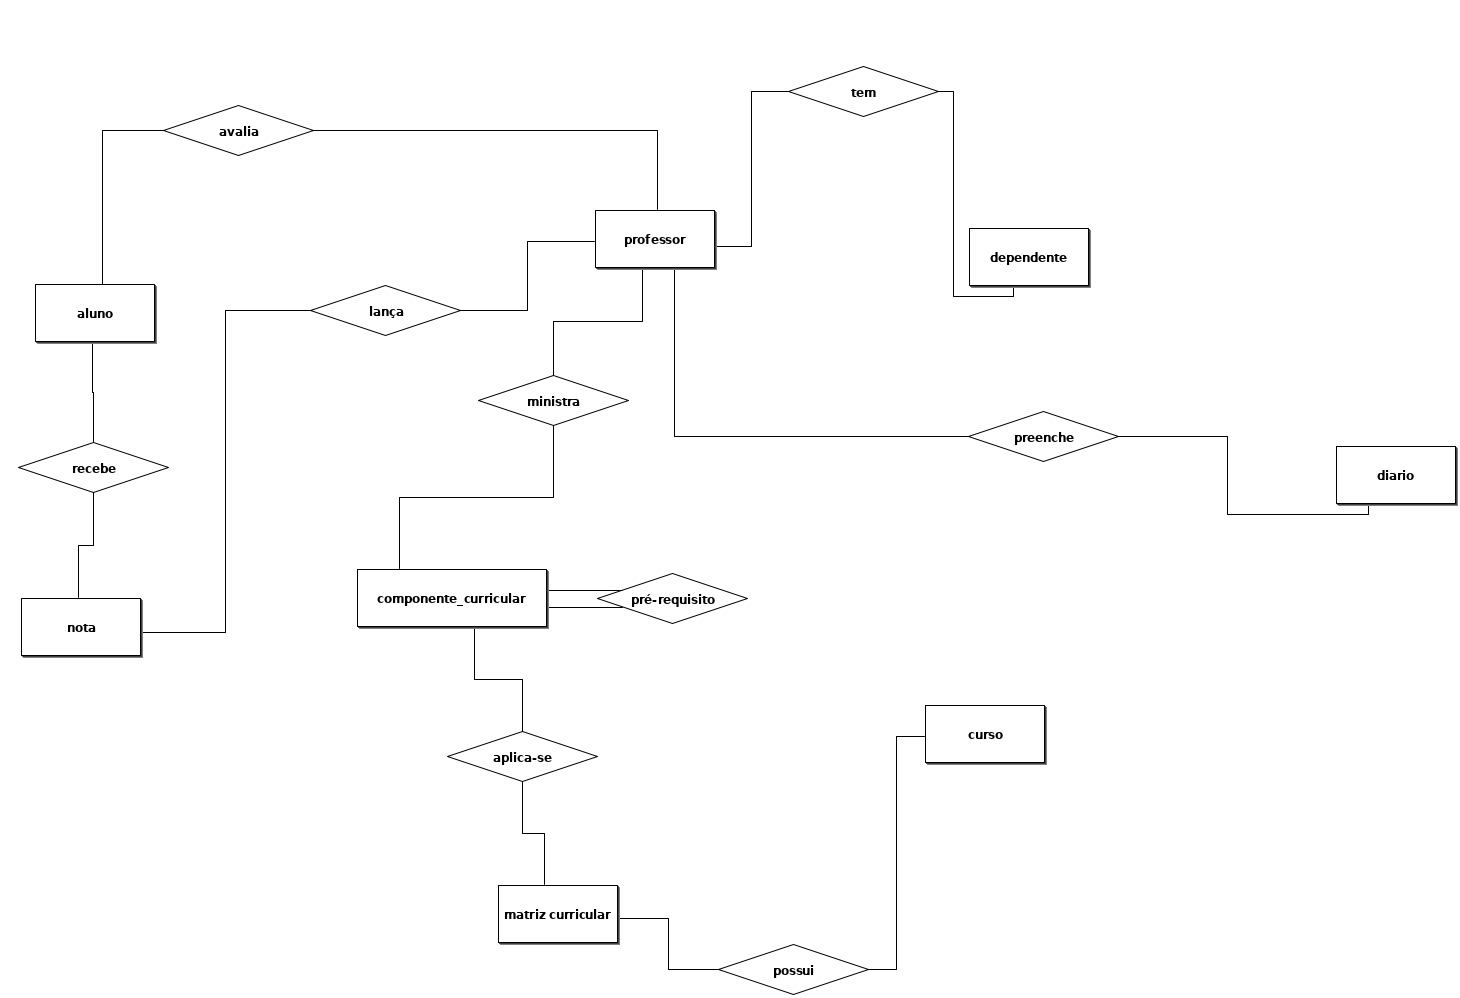 tem
avalia
professor
dependente
aluno
lança
ministra
preenche
recebe
diario
componente_curricular
pré-requisito
nota
curso
aplica-se
matriz curricular
possui